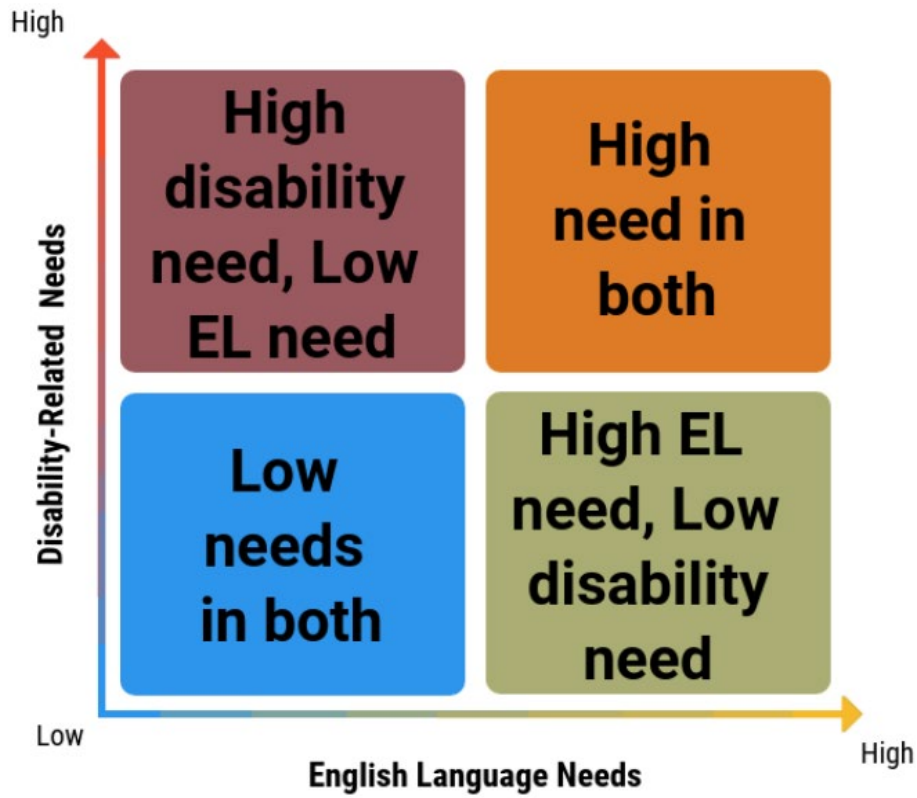 High
High
disability
need, Low
EL need
High
need in
both
Disability-Related Needs
Low
needs
in both
High EL
need, Low
disability
need
Low
High
English Language Needs